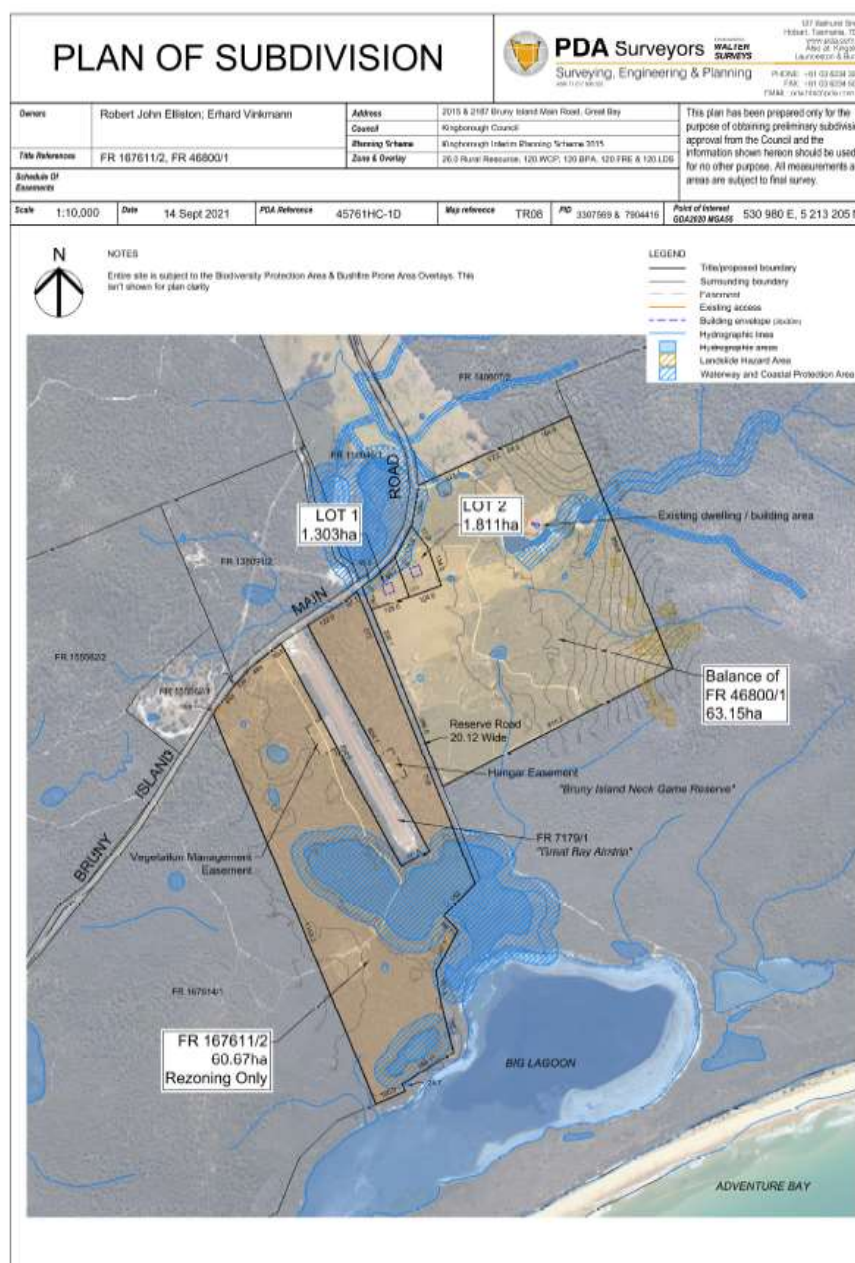 PLAN OF SUBDIVISION
PDA Surveyors
WALTER
SURVEYS
Surveying, Engineering & Planning
Owners
Robert John Elliston; Erhard Vinkmann
Title References
FR 167611/2, FR 46800/1
Schedule Of
Easements
Address
2015 & 2187 Bruny Island Main Road, Great Bay
Council
Kingborough Council
Planning Scheme
Kingborough Interim Planning Scheme 2015
Zone & Overlay
26.0 Rural Resource, 120.WCP, 120.BPA, 120.FRE & 120.LDS
This plan has been prepared only for the
purpose of obtaining preliminary subdivisi
approval from the Council and the
information shown hereon should be used
for no other purpose. All measurements a
areas are subject to final survey.
Scale
1:10,000
Date
14 Sept 2021
PDA Reference
45761HC-1D
Map reference
TR08
PID
3307569 & 7904416
Point of Interest
GDA2020 MGA55
530 980 E, 5 213 205
N
NOTES
Entire site is subject to the Biodiversity Protection Area & Bushfire Prone Area Overlays. This
isn't shown for plan clarity
LEGEND
Title/proposed boundary
Surrounding boundary
Easement
Existing access
Building envelope
Hydrographic lines
Hydrographic areas
Landslide Hazard Area
Waterway and Coastal Protection Area
ROAD
LOT 1
1.303ha
LOT 2
1.811ha
Existing dwelling / building area
MAIN
FR 155562/2
Balance of
FR 46800/1
63.15ha
Reserve Road
20.12 Wide
ISLAND
Hangar Easement
"Bruny Island Neck Game Reserve"
BRUNY
FR 7179/1
"Great Bay Airstrip"
Vegetation Management
Easement
FR 167614/1
FR 167611/2
60.67ha
Rezoning Only
BIG LAGOON
ADVENTURE BAY